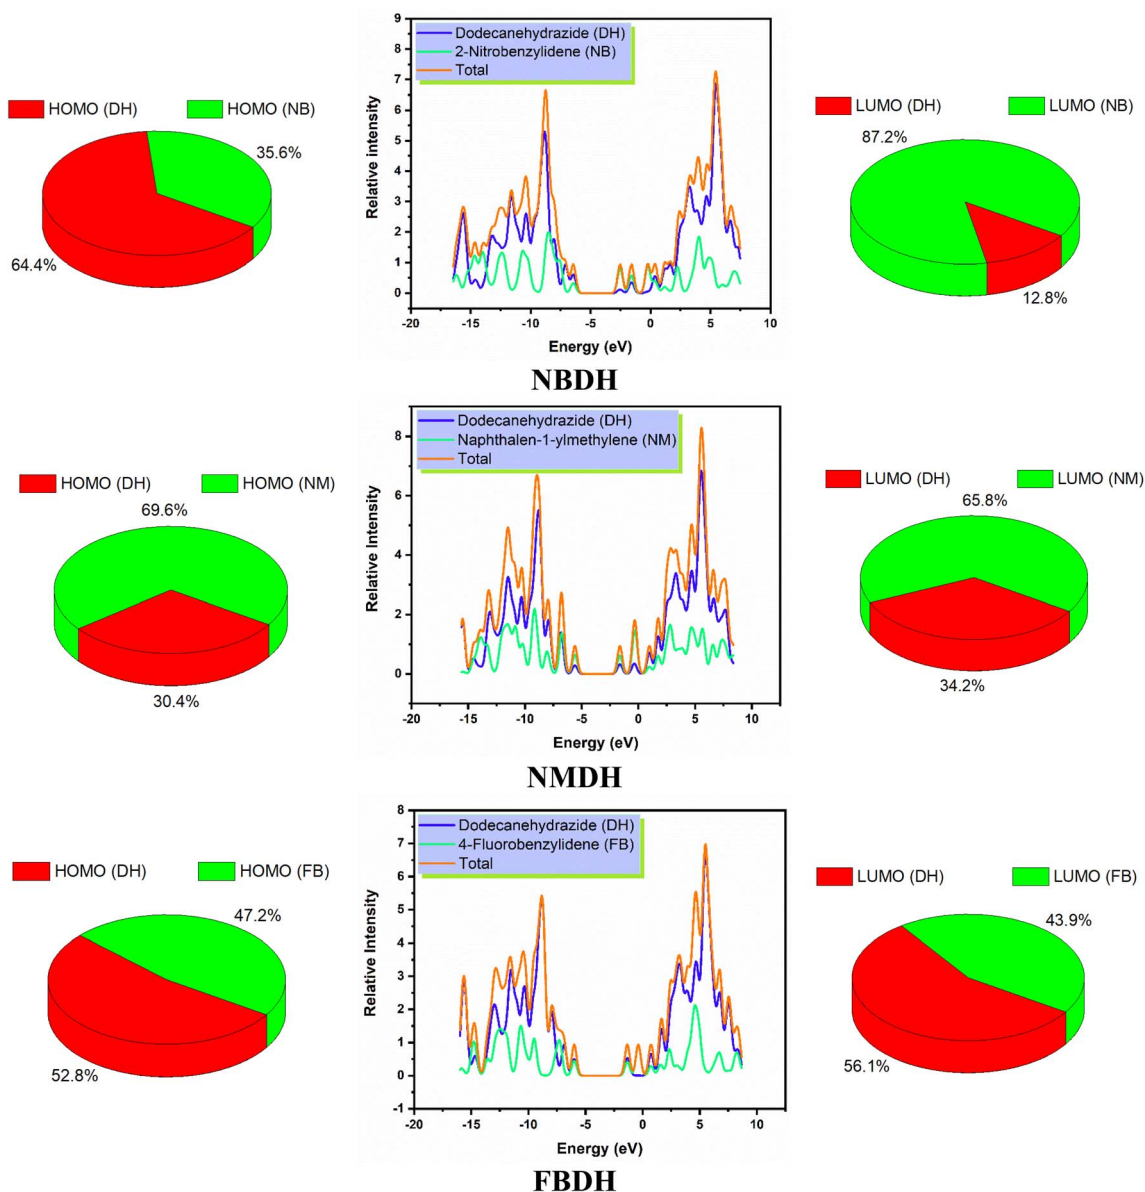 HOMO (DH) HOMO (NB)
35.6%
64.4%
Relative intensity
9
8
7
6
5
4
3
2
1
0
Dodecanehydrazide (DH)
2-Nitrobenzylidene (NB)
Total
-20 -15 -10 -5 0 5 10
Energy (eV)
LUMO (DH) LUMO (NB)
87.2%
12.8%
NBDH
HOMO (DH) HOMO (NM)
69.6%
30.4%
Relative Intensity
8
6
4
2
0
Dodecanehydrazide (DH)
Naphthalen-1-ylmethylene (NM)
Total
-20 -15 -10 -5 0 5 10
Energy (eV)
LUMO (DH) LUMO (NM)
65.8%
34.2%
NMDH
HOMO (DH) HOMO (FB)
47.2%
52.8%
Relative Intensity
8
7
6
5
4
3
2
1
0
-1
Dodecanehydrazide (DH)
4-Fluorobenzylidene (FB)
Total
-20 -15 -10 -5 0 5 10
Energy (eV)
LUMO (DH) LUMO (FB)
43.9%
56.1%
FBDH